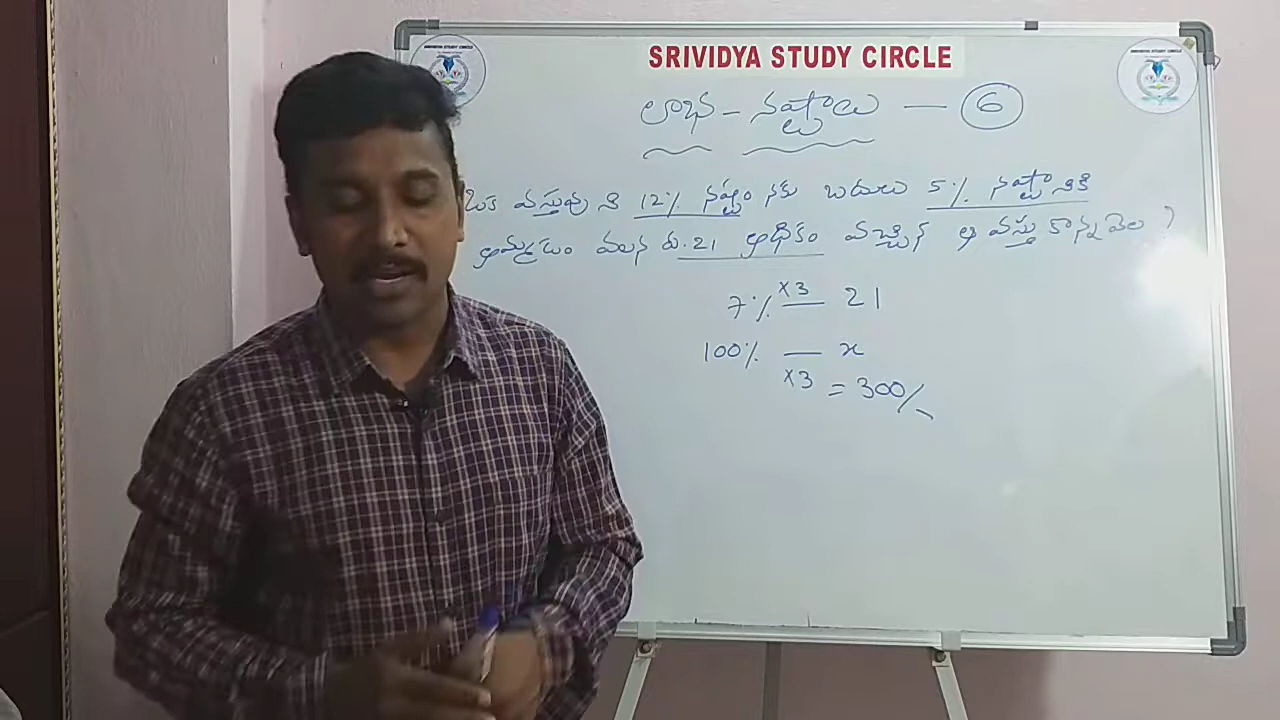 SRIVIDYA STUDY CIRCLE
లాభ - నష్టాలు — 6
ఒక వస్తువు ని 12% నష్టం నకు బదులు 5% నష్టానికి
అమ్మడం వలన రు.21 అధికం వచ్చిన ఆ వస్తు కొన్నవెల ?
7% ×3 — 21
100% — x
×3 = 300/-